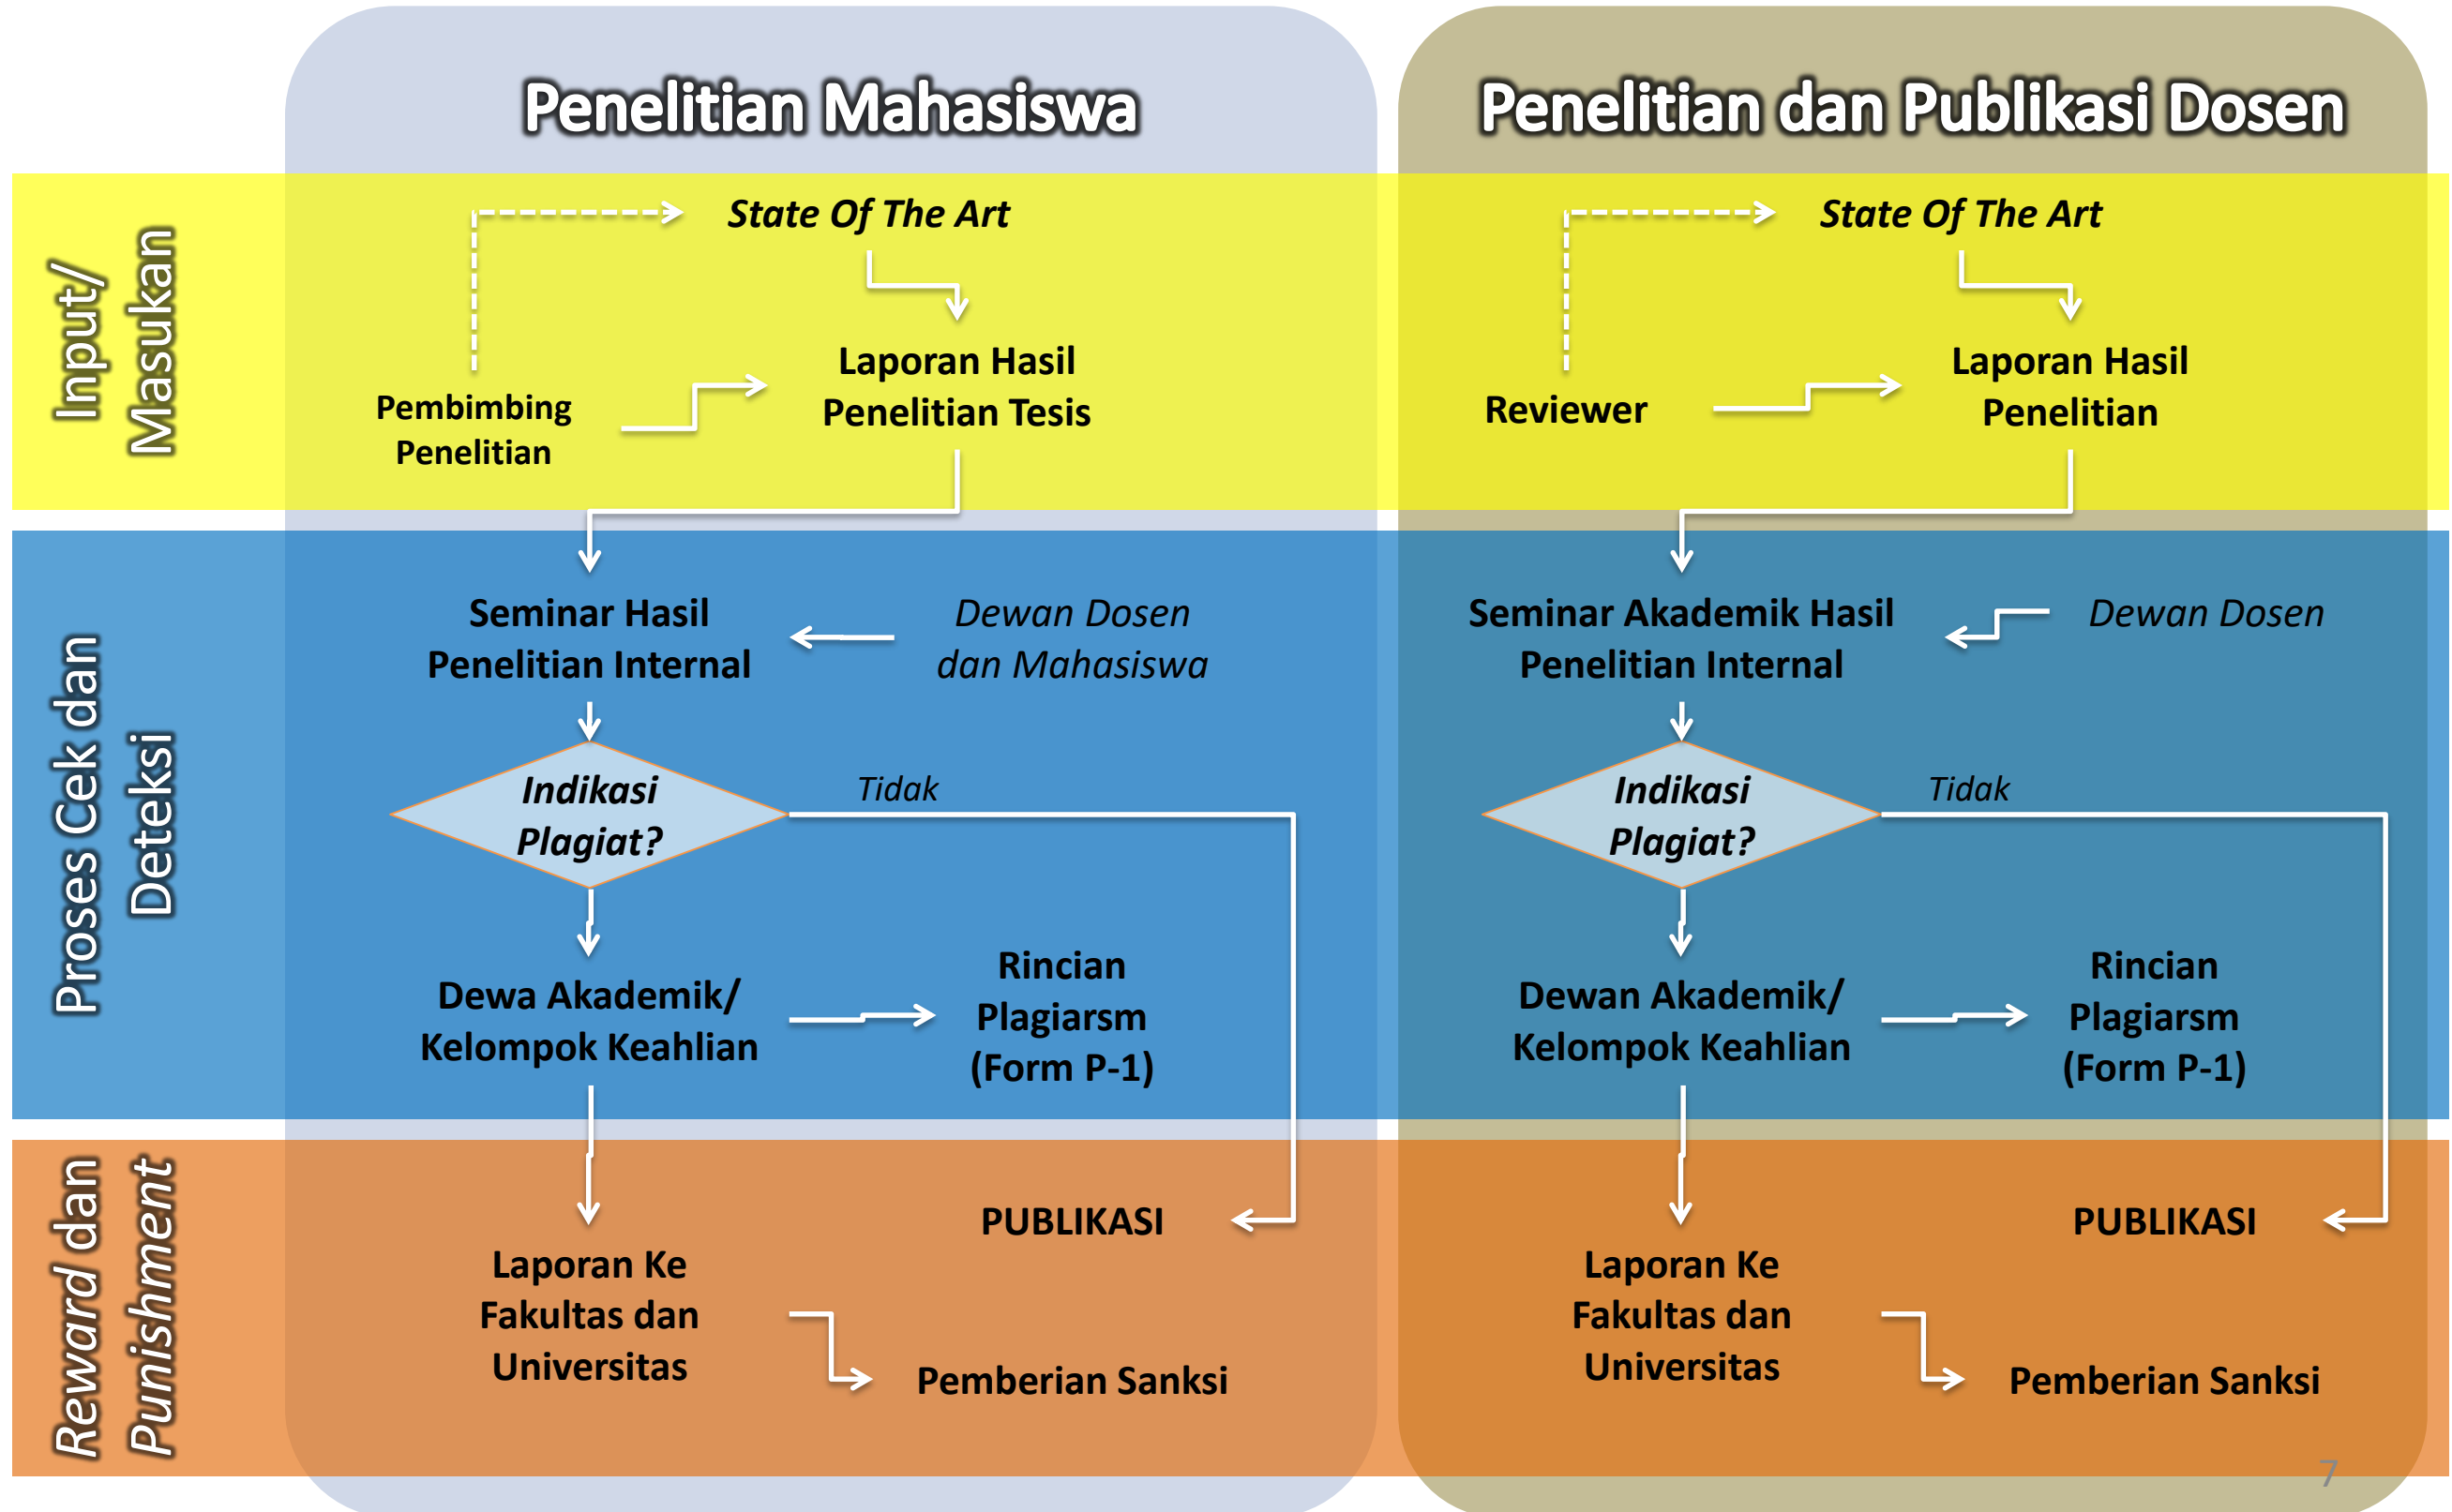 Penelitian Mahasiswa
Penelitian dan Publikasi Dosen
Input/
Masukan
State Of The Art
Laporan Hasil
Penelitian Tesis
Pembimbing
Penelitian
State Of The Art
Laporan Hasil
Penelitian
Reviewer
Proses Cek dan
Deteksi
Seminar Hasil
Penelitian Internal
Dewan Dosen
dan Mahasiswa
Indikasi
Plagiat?
Tidak
Dewa Akademik/
Kelompok Keahlian
Rincian
Plagiarsm
(Form P-1)
Seminar Akademik Hasil
Penelitian Internal
Dewan Dosen
Indikasi
Plagiat?
Tidak
Dewan Akademik/
Kelompok Keahlian
Rincian
Plagiarsm
(Form P-1)
Reward dan
Punishment
PUBLIKASI
Laporan Ke
Fakultas dan
Universitas
Pemberian Sanksi
PUBLIKASI
Laporan Ke
Fakultas dan
Universitas
Pemberian Sanksi
7